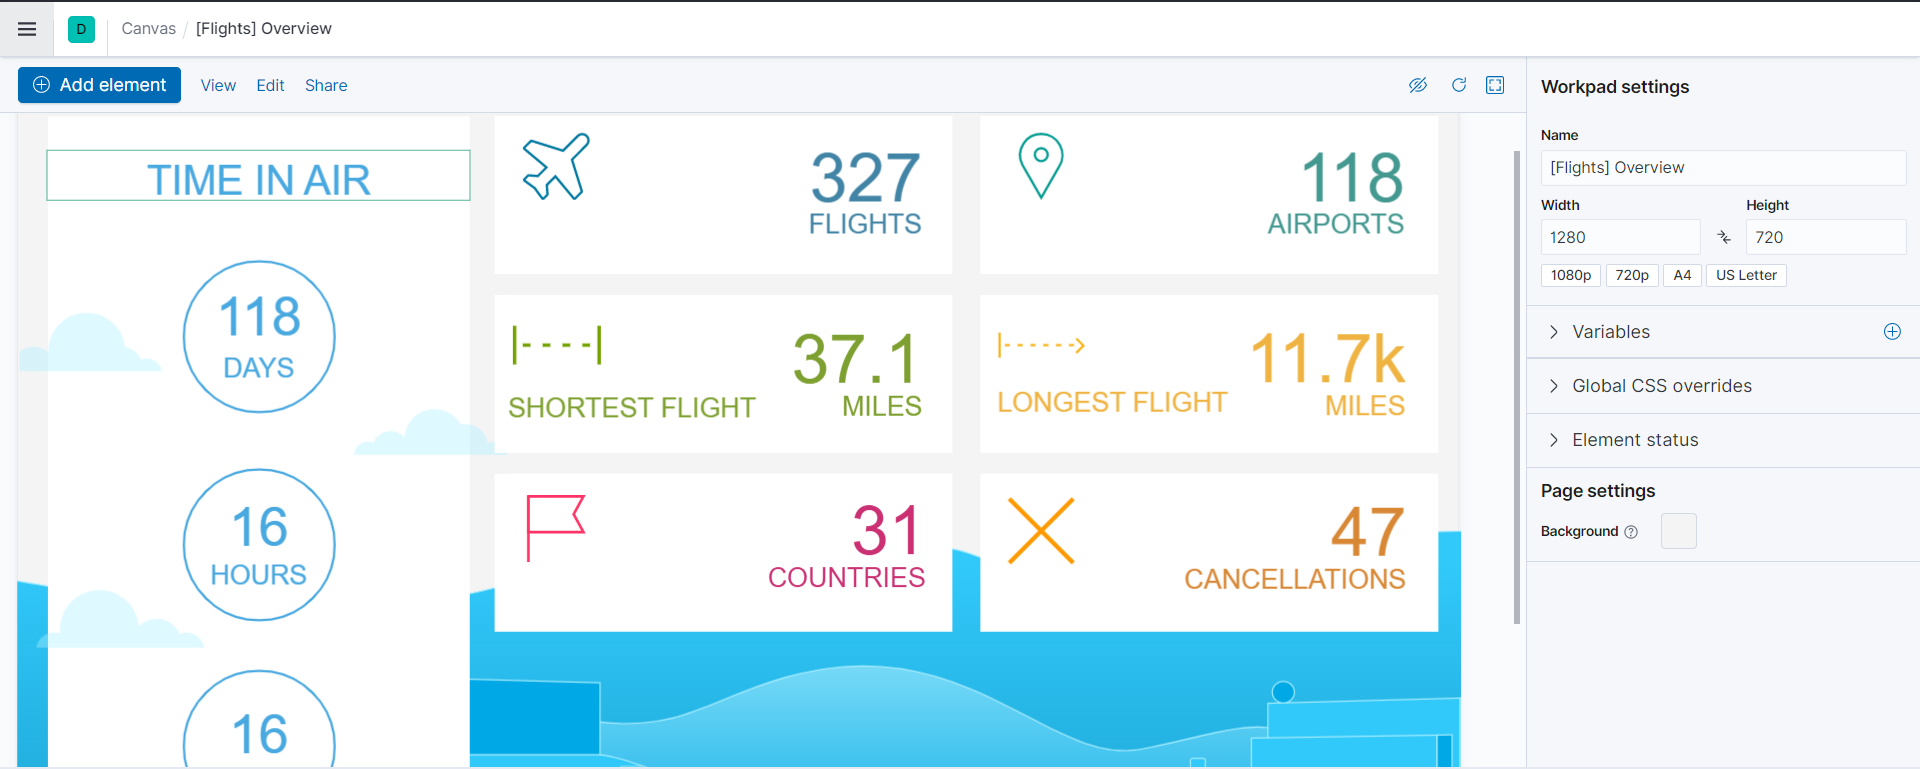 D Canvas / [Flights] Overview
Add element View Edit Share
TIME IN AIR
118
DAYS
16
HOURS
16
327
FLIGHTS
118
AIRPORTS
SHORTEST FLIGHT
37.1
MILES
LONGEST FLIGHT
11.7k
MILES
31
COUNTRIES
47
CANCELLATIONS
Workpad settings
Name
[Flights] Overview
Width Height
1280 720
1080p 720p A4 US Letter
Variables
Global CSS overrides
Element status
Page settings
Background